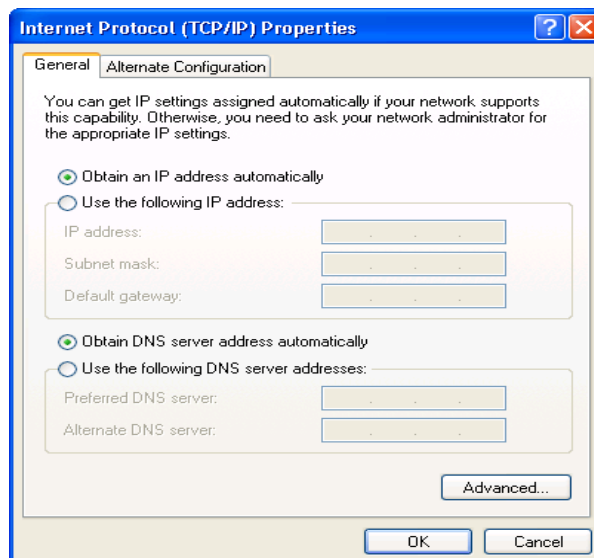 Internet Protocol (TCP/IP) Properties
General
Alternate Configuration
You can get IP settings assigned automatically if your network supports
this capability. Otherwise, you need to ask your network administrator for
the appropriate IP settings.
Obtain an IP address automatically
Use the following IP address:
IP address:
Subnet mask:
Default gateway:
Obtain DNS server address automatically
Use the following DNS server addresses:
Preferred DNS server:
Alternate DNS server:
Advanced...
OK
Cancel